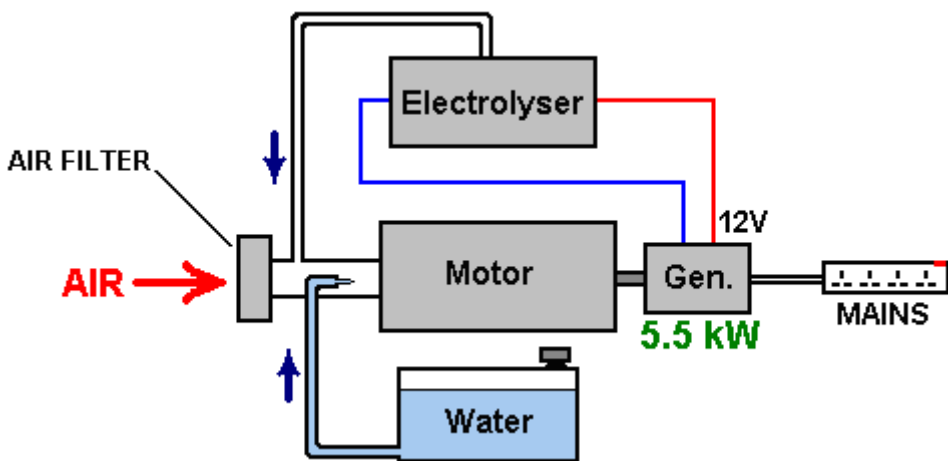 Electrolyser
AIR FILTER
12V
AIR
Motor
Gen.
MAINS
5.5 kW
Water